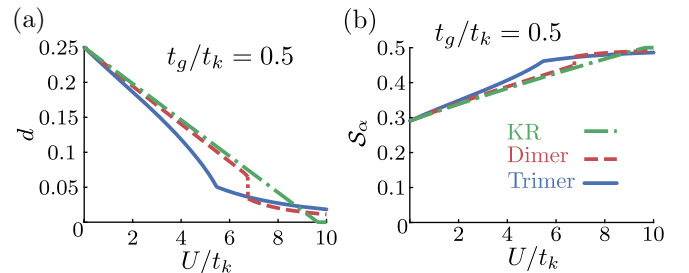 (a)
t_g/t_k = 0.5
d
0.25
0.2
0.15
0.1
0.05
0 2 4 6 8 10
U/t_k
(b)
t_g/t_k = 0.5
S_α
0.5
0.4
0.3
0.2
0.1
0 2 4 6 8 10
U/t_k
KR
Dimer
Trimer